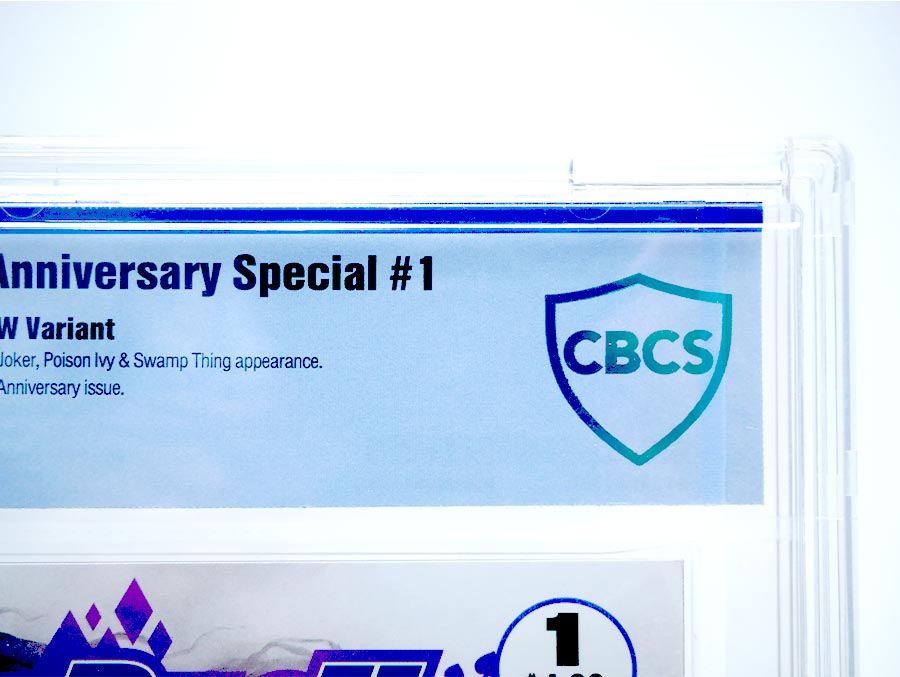 Anniversary Special #1
W Variant
Joker, Poison Ivy & Swamp Thing appearance.
Anniversary issue.
CBCS
1